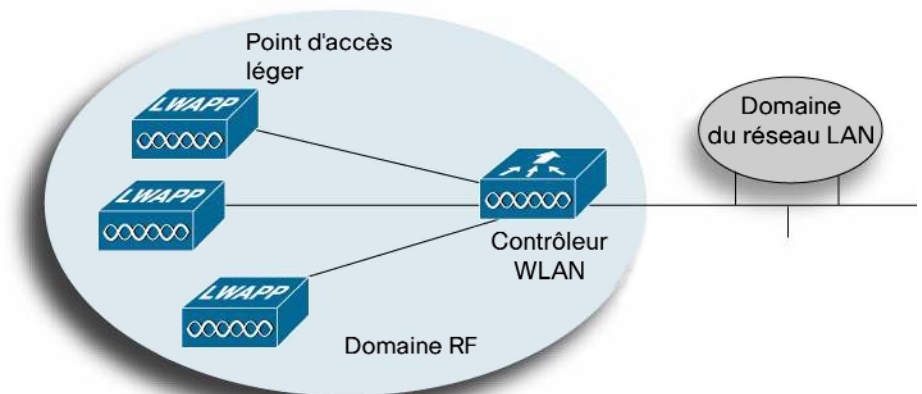 Point d'accès
léger
LWAPP
LWAPP
LWAPP
Domaine
du réseau LAN
Contrôleur
WLAN
Domaine RF